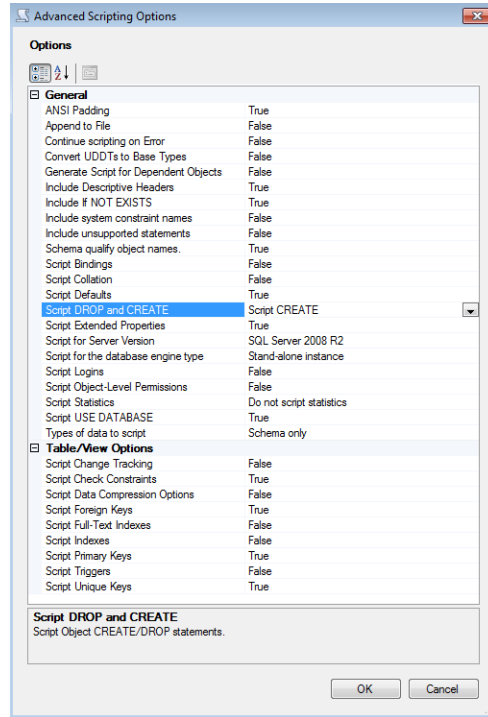 Advanced Scripting Options
Options
General
ANSI Padding True
Append to File False
Continue scripting on Error False
Convert UDDTs to Base Types False
Generate Script for Dependent Objects False
Include Descriptive Headers True
Include If NOT EXISTS True
Include system constraint names False
Include unsupported statements False
Schema qualify object names. True
Script Bindings False
Script Collation False
Script Defaults True
Script DROP and CREATE Script CREATE
Script Extended Properties True
Script for Server Version SQL Server 2008 R2
Script for the database engine type Stand-alone instance
Script Logins False
Script Object-Level Permissions False
Script Statistics Do not script statistics
Script USE DATABASE True
Types of data to script Schema only
Table/View Options
Script Change Tracking False
Script Check Constraints True
Script Data Compression Options False
Script Foreign Keys True
Script Full-Text Indexes False
Script Indexes False
Script Primary Keys True
Script Triggers False
Script Unique Keys True
Script DROP and CREATE
Script Object CREATE/DROP statements.
OK Cancel